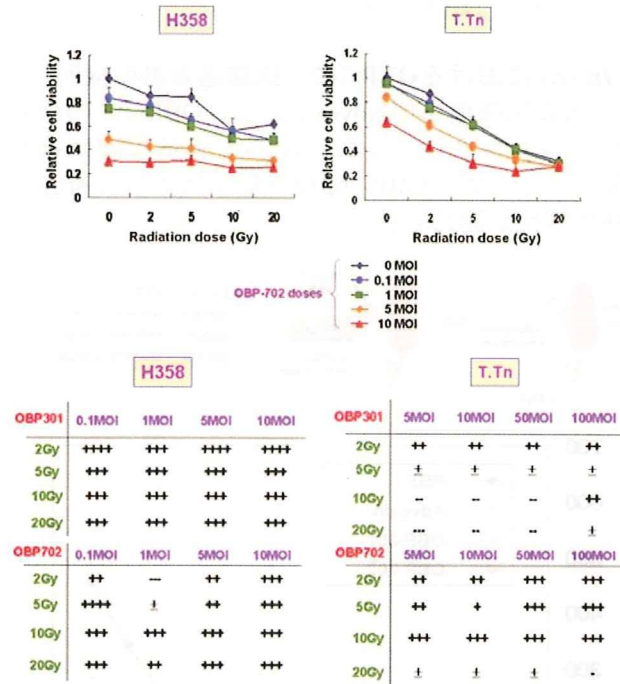 H358 T.Tn
1.2 1.2
1 1
0.8 0.8
0.6 0.6
0.4 0.4
0.2 0.2
0 0
Relative cell viability Relative cell viability
0 2 5 10 20 0 2 5 10 20
Radiation dose (Gy) Radiation dose (Gy)
OBP-702 doses
0 MOI
0.1 MOI
1 MOI
5 MOI
10 MOI
H358 T.Tn
OBP301 0.1MOI 1MOI 5MOI 10MOI
2Gy ++++ +++ ++++ ++++
5Gy +++ +++ +++ +++
10Gy +++ +++ +++ +++
20Gy +++ +++ +++ +++
OBP702 0.1MOI 1MOI 5MOI 10MOI
2Gy ++ --- ++ +++
5Gy ++++ ± ++ +++
10Gy +++ +++ +++ +++
20Gy +++ ++ +++ +++
OBP301 5MOI 10MOI 50MOI 100MOI
2Gy ++ ++ ++ ++
5Gy ± ± ± ±
10Gy -- -- -- ++
20Gy --- -- -- ±
OBP702 5MOI 10MOI 50MOI 100MOI
2Gy ++ ++ +++ +++
5Gy ++ + +++ +++
10Gy +++ +++ +++ +++
20Gy ± ± ± -